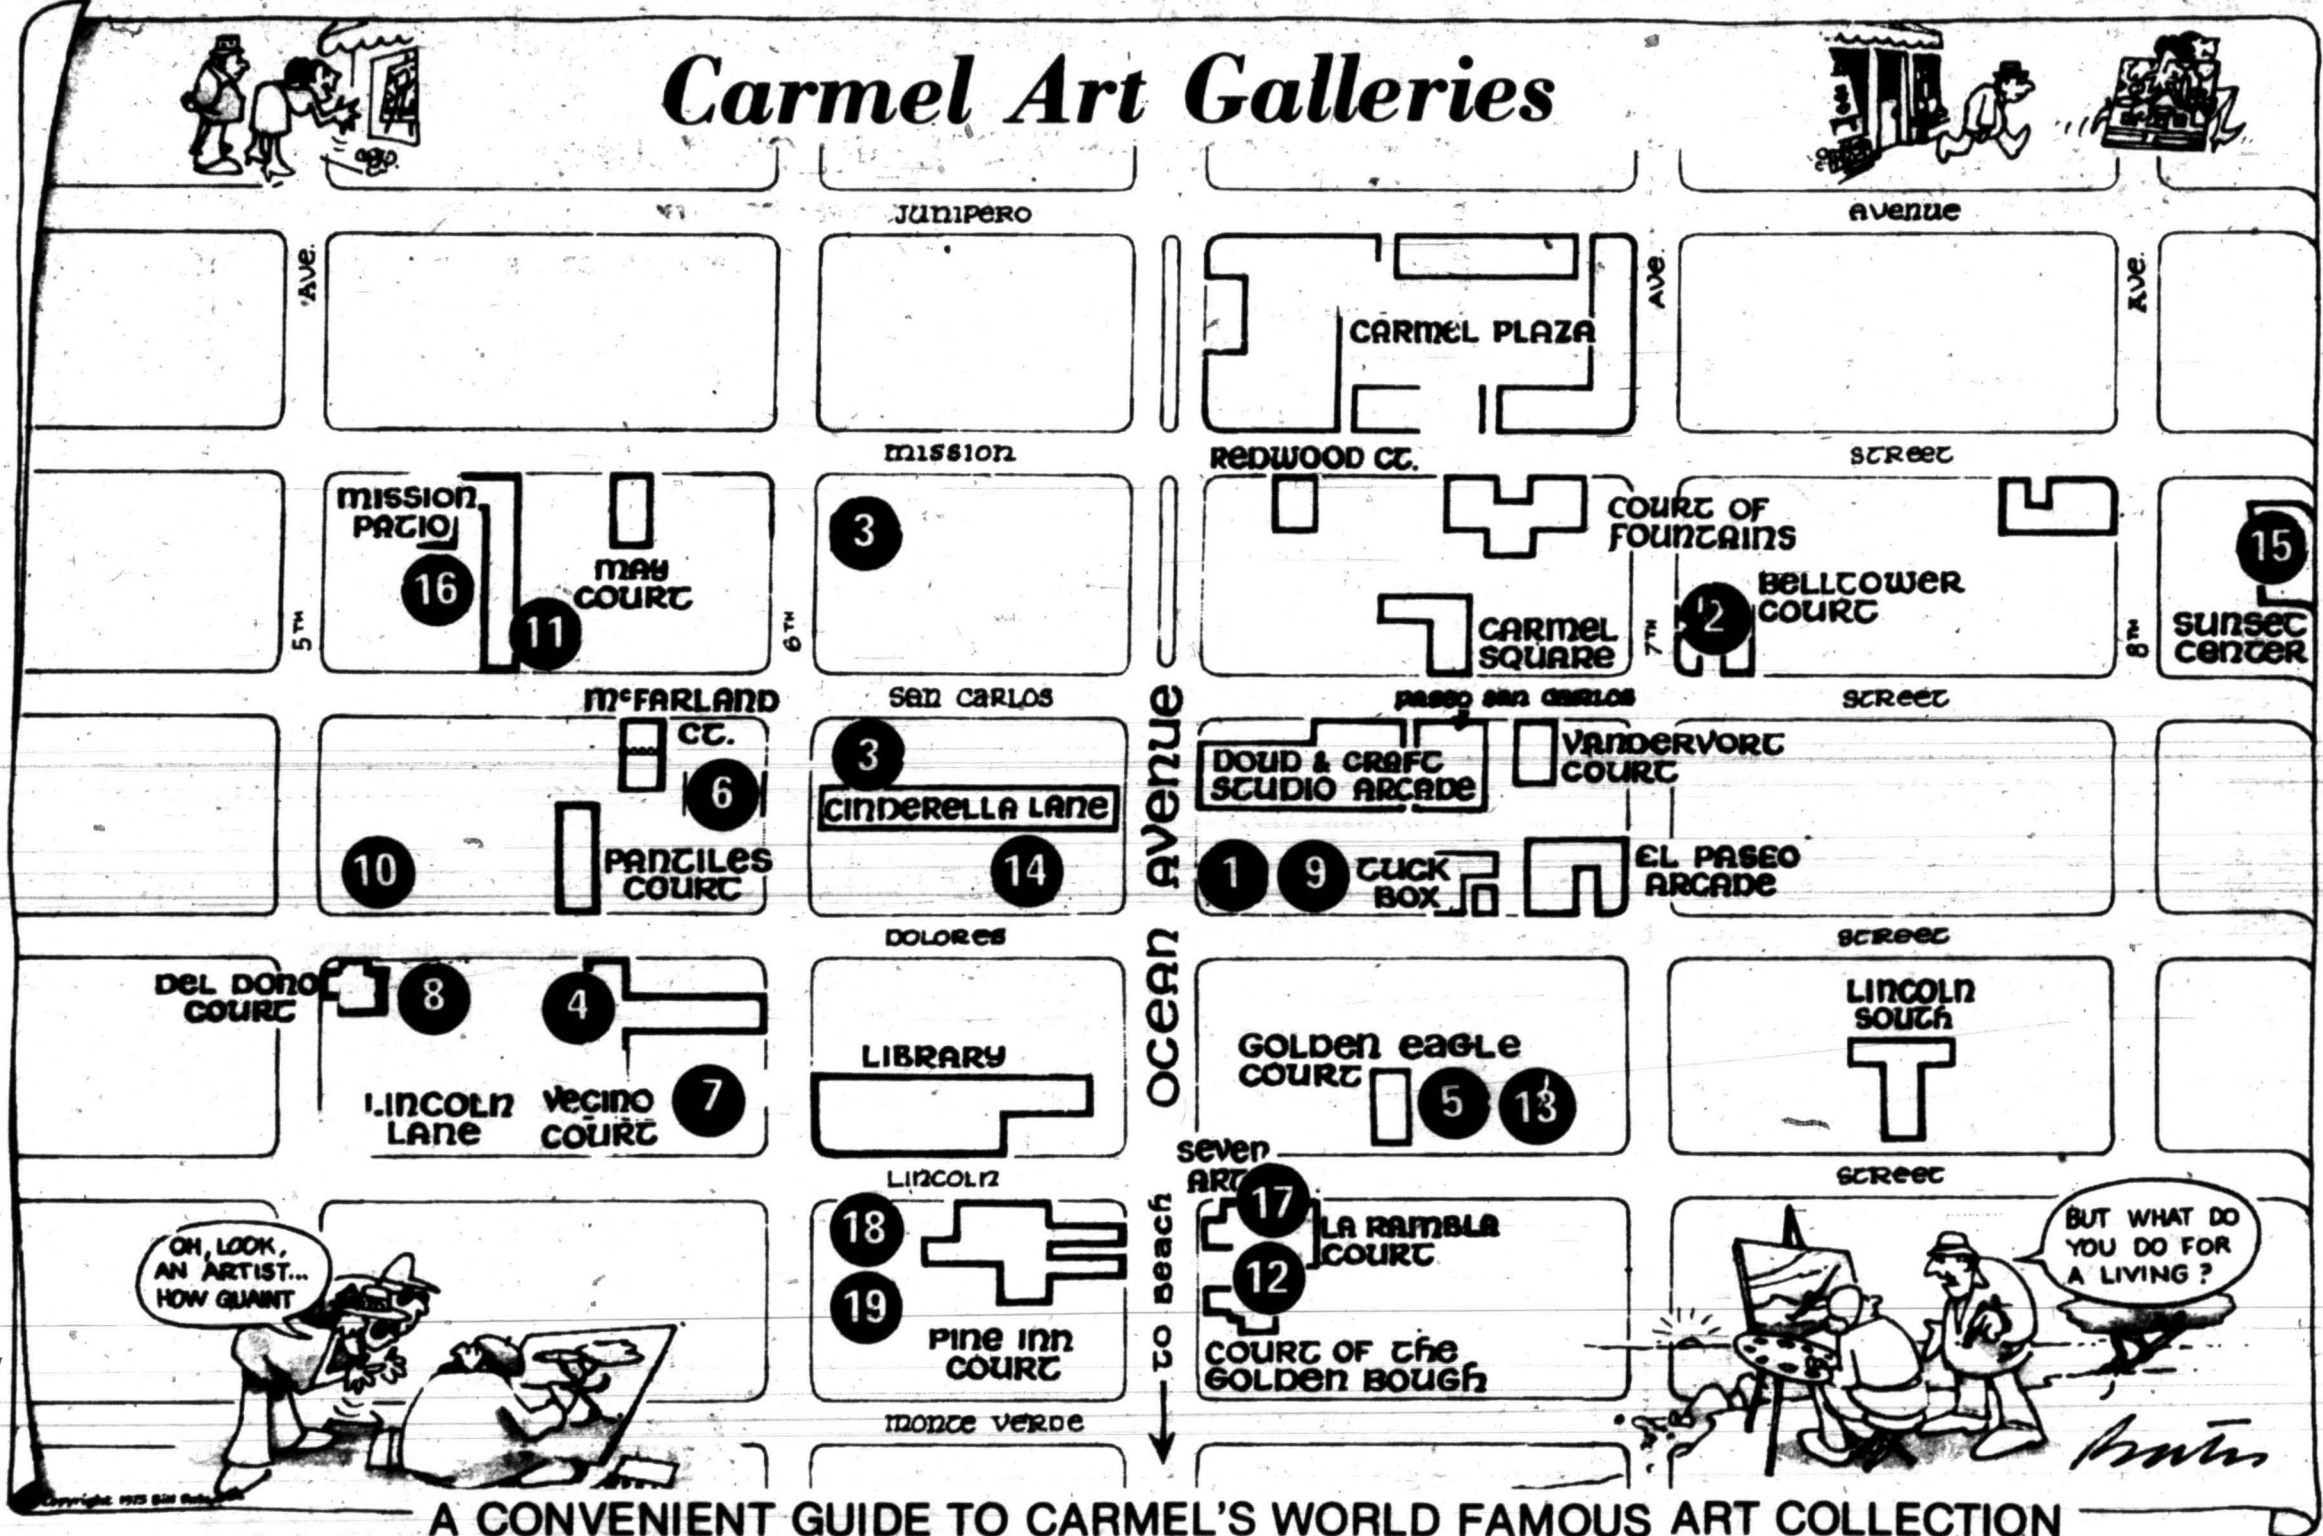 Carmel Art Galleries
JUNIPERO AVENUE
AVE.
AVE.
AVE.
CARMEL PLAZA
MISSION STREET
REDWOOD CT.
MISSION
PATIO
16
11
MAY
COURT
3
COURT OF
FOUNTAINS
CARMEL
SQUARE
2
BELLTOWER
COURT
15
SUNSET
CENTER
5TH
6TH
7TH
8TH
SAN CARLOS STREET
McFARLAND
CT.
6
10
PANTILES
COURT
3
CINDERELLA LANE
14
OCEAN AVENUE
PASEO SAN CARLOS
DOUD & CRAFT
STUDIO ARCADE
VANDERVORT
COURT
1
9
TUCK
BOX
EL PASEO
ARCADE
DOLORES STREET
DEL DONO
COURT
8
4
LINCOLN
LANE
VECINO
COURT
7
LIBRARY
GOLDEN EAGLE
COURT
5
13
LINCOLN
SOUTH
LINCOLN STREET
SEVEN
ART
17
18
19
PINE INN
COURT
TO BEACH
LA RAMBLA
COURT
12
COURT OF THE
GOLDEN BOUGH
MONTE VERDE
OH, LOOK,
AN ARTIST...
HOW QUAINT
BUT WHAT DO
YOU DO FOR
A LIVING?
Copyright 1975 Bill
A CONVENIENT GUIDE TO CARMEL'S WORLD FAMOUS ART COLLECTION